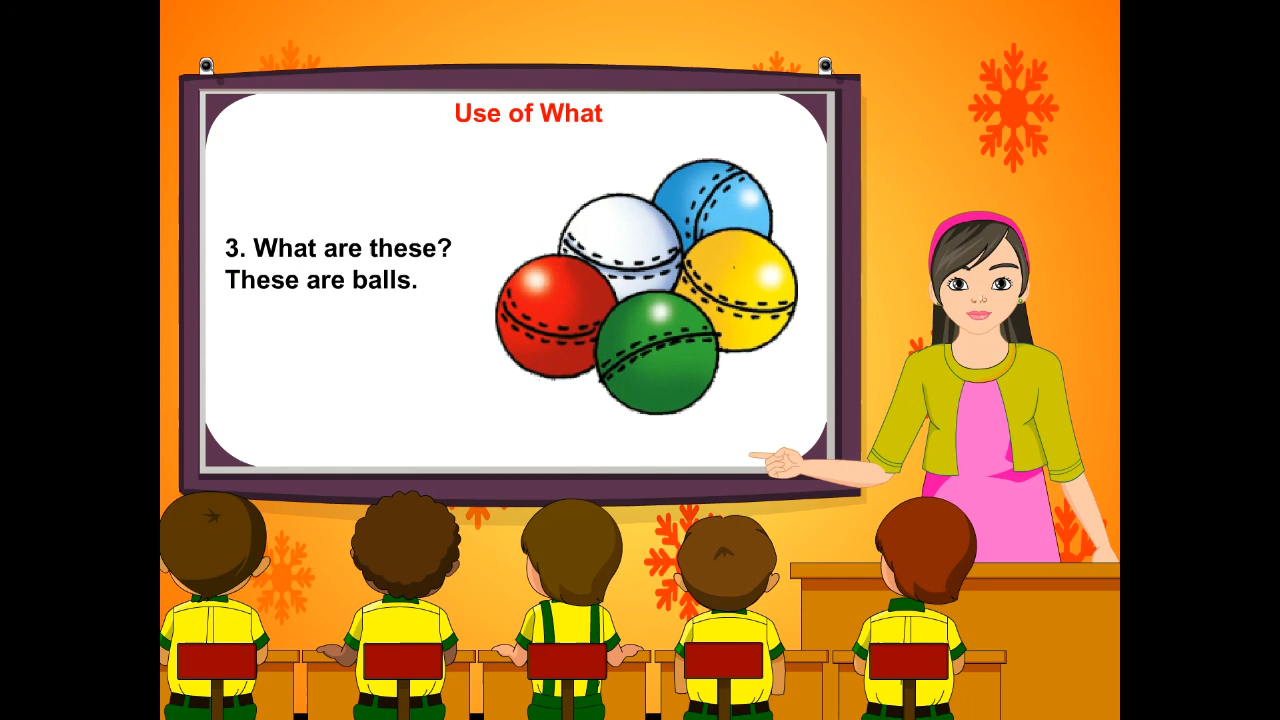 Use of What
3. What are these?
These are balls.